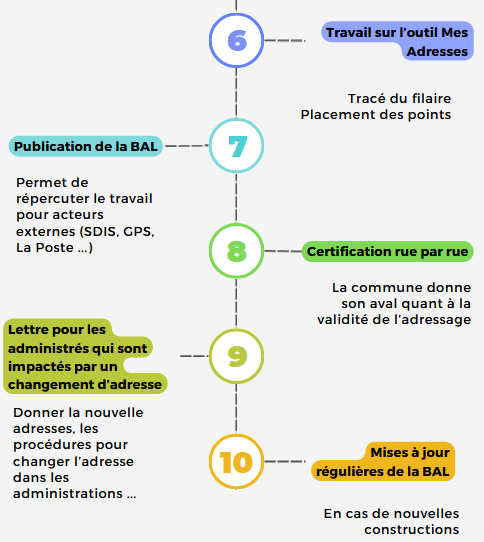 6
Travail sur l'outil Mes
Adresses
Tracé du filaire
Placement des points
7
Publication de la BAL
Permet de
répercuter le travail
pour acteurs
externes (SDIS, GPS,
La Poste ...)
8
Certification rue par rue
La commune donne
son aval quant à la
validité de l'adressage
9
Lettre pour les
administrés qui sont
impactés par un
changement d'adresse
Donner la nouvelle
adresses, les
procédures pour
changer l'adresse
dans les
administrations ...
10
Mises à jour
régulières de la BAL
En cas de nouvelles
constructions